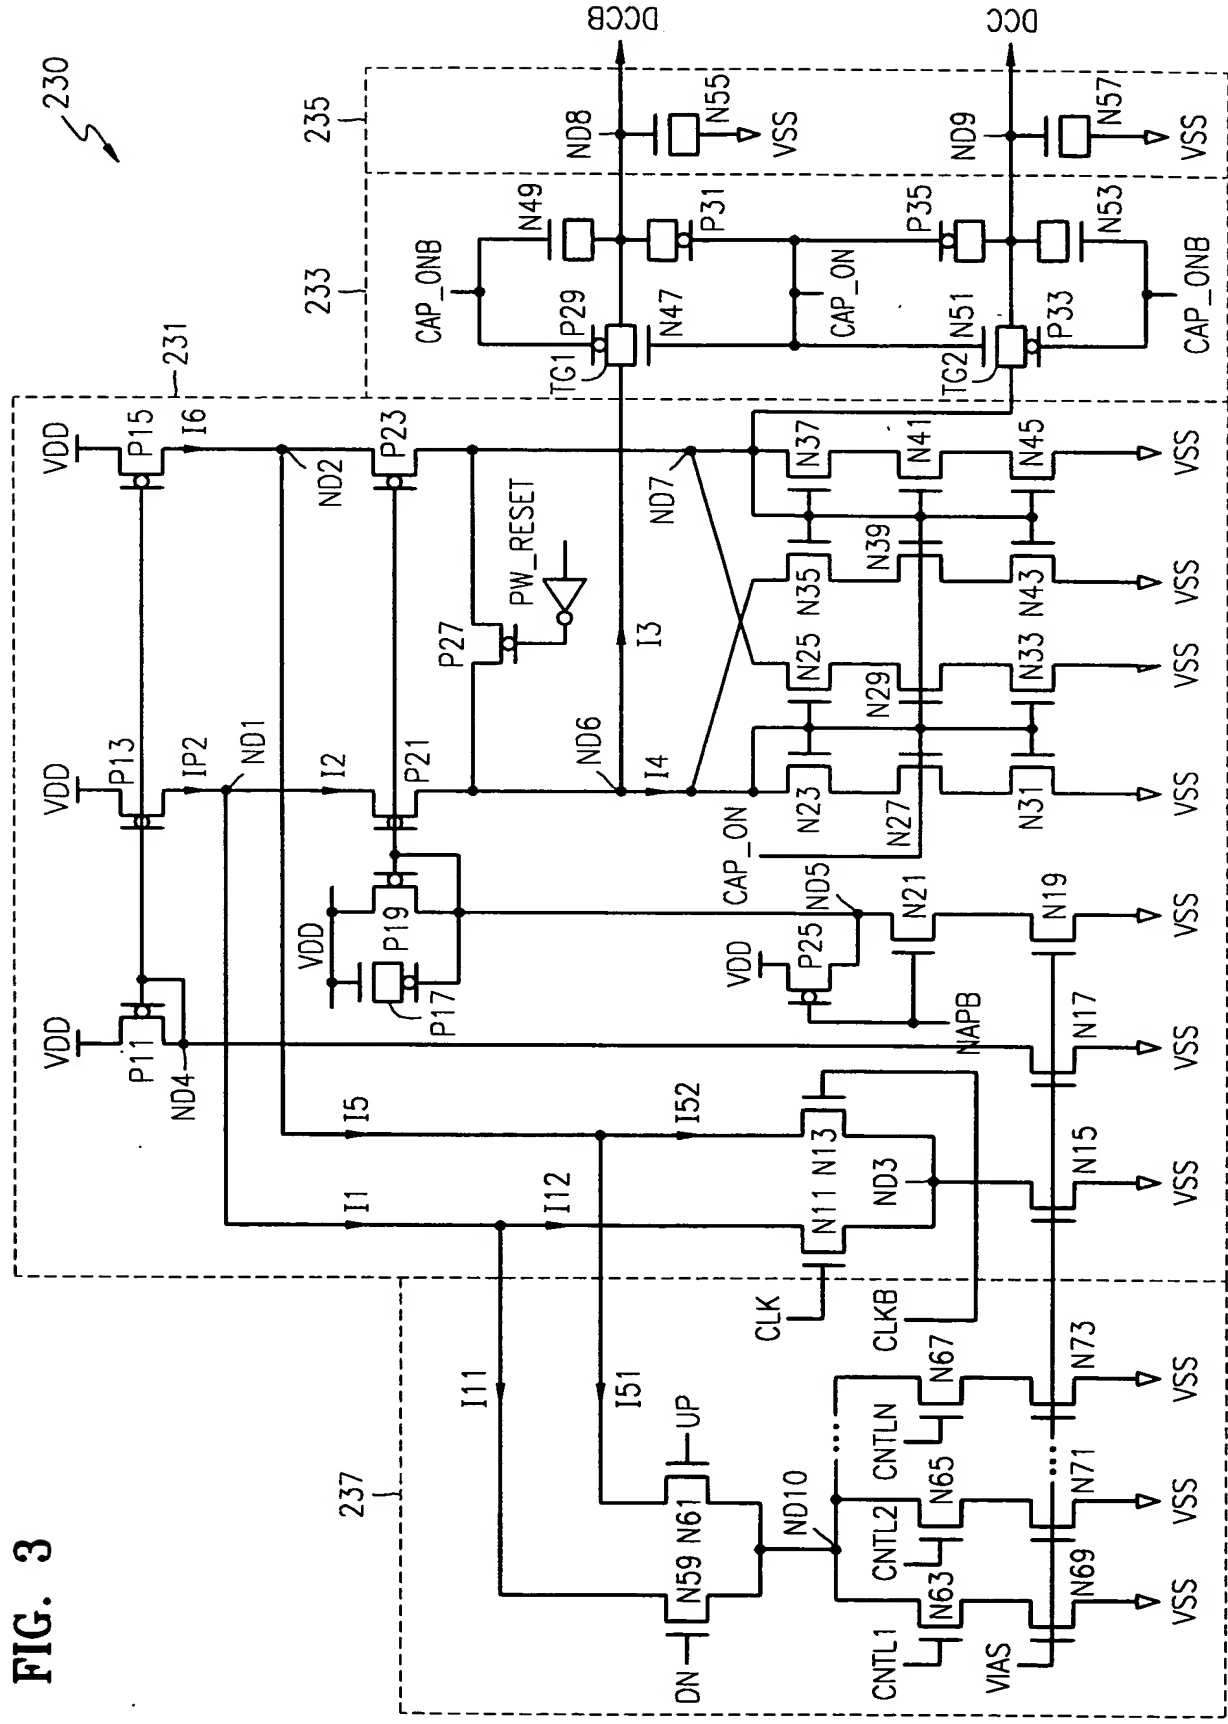 FIG. 3
230
237
231
233
235
VDD
P11
ND4
VDD
P13
IP2
ND1
VDD
P15
I6
ND2
I1
I5
I2
I11
I12
I51
I52
VDD
P17
P19
P21
P23
P27
PW_RESET
ND6
I3
I4
ND7
CAP_ONB
P29
N49
TG1
N47
P31
CAP_ON
N51
P35
TG2
P33
N53
CAP_ONB
ND8
N55
VSS
ND9
N57
VSS
DCCB
DCC
DN
N59
N61
UP
ND10
CLK
CLKB
N11
N13
ND3
VDD
P25
ND5
NAPB
N21
CAP_ON
N23
N25
N35
N37
N27
N29
N39
N41
N31
N33
N43
N45
CNTL1
N63
CNTL2
N65
CNTLN
N67
VIAS
N69
N71
N73
N15
N17
N19
VSS
VSS
VSS
VSS
VSS
VSS
VSS
VSS
VSS
VSS